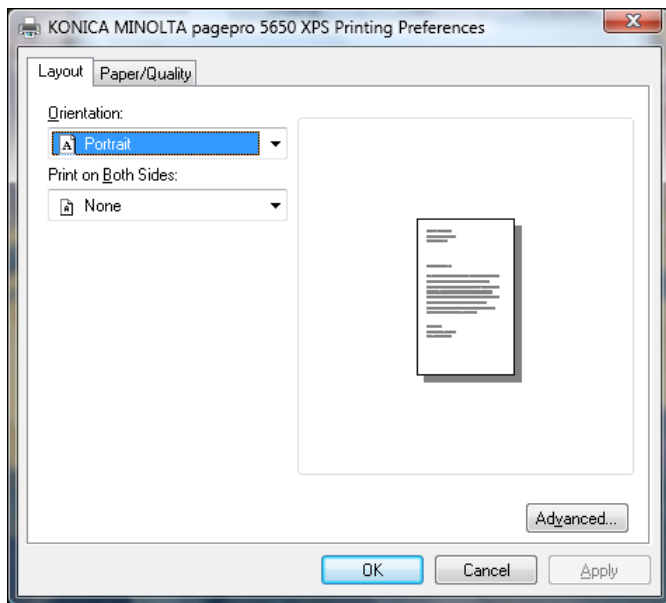 KONICA MINOLTA pagepro 5650 XPS Printing Preferences
Layout Paper/Quality
Orientation:
A Portrait
Print on Both Sides:
A None
Advanced...
OK Cancel Apply